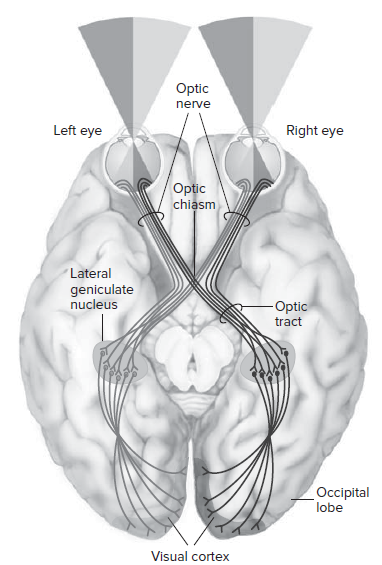 Optic
nerve
Left eye
Right eye
Optic
chiasm
Lateral
geniculate
nucleus
Optic
tract
Occipital
lobe
Visual cortex